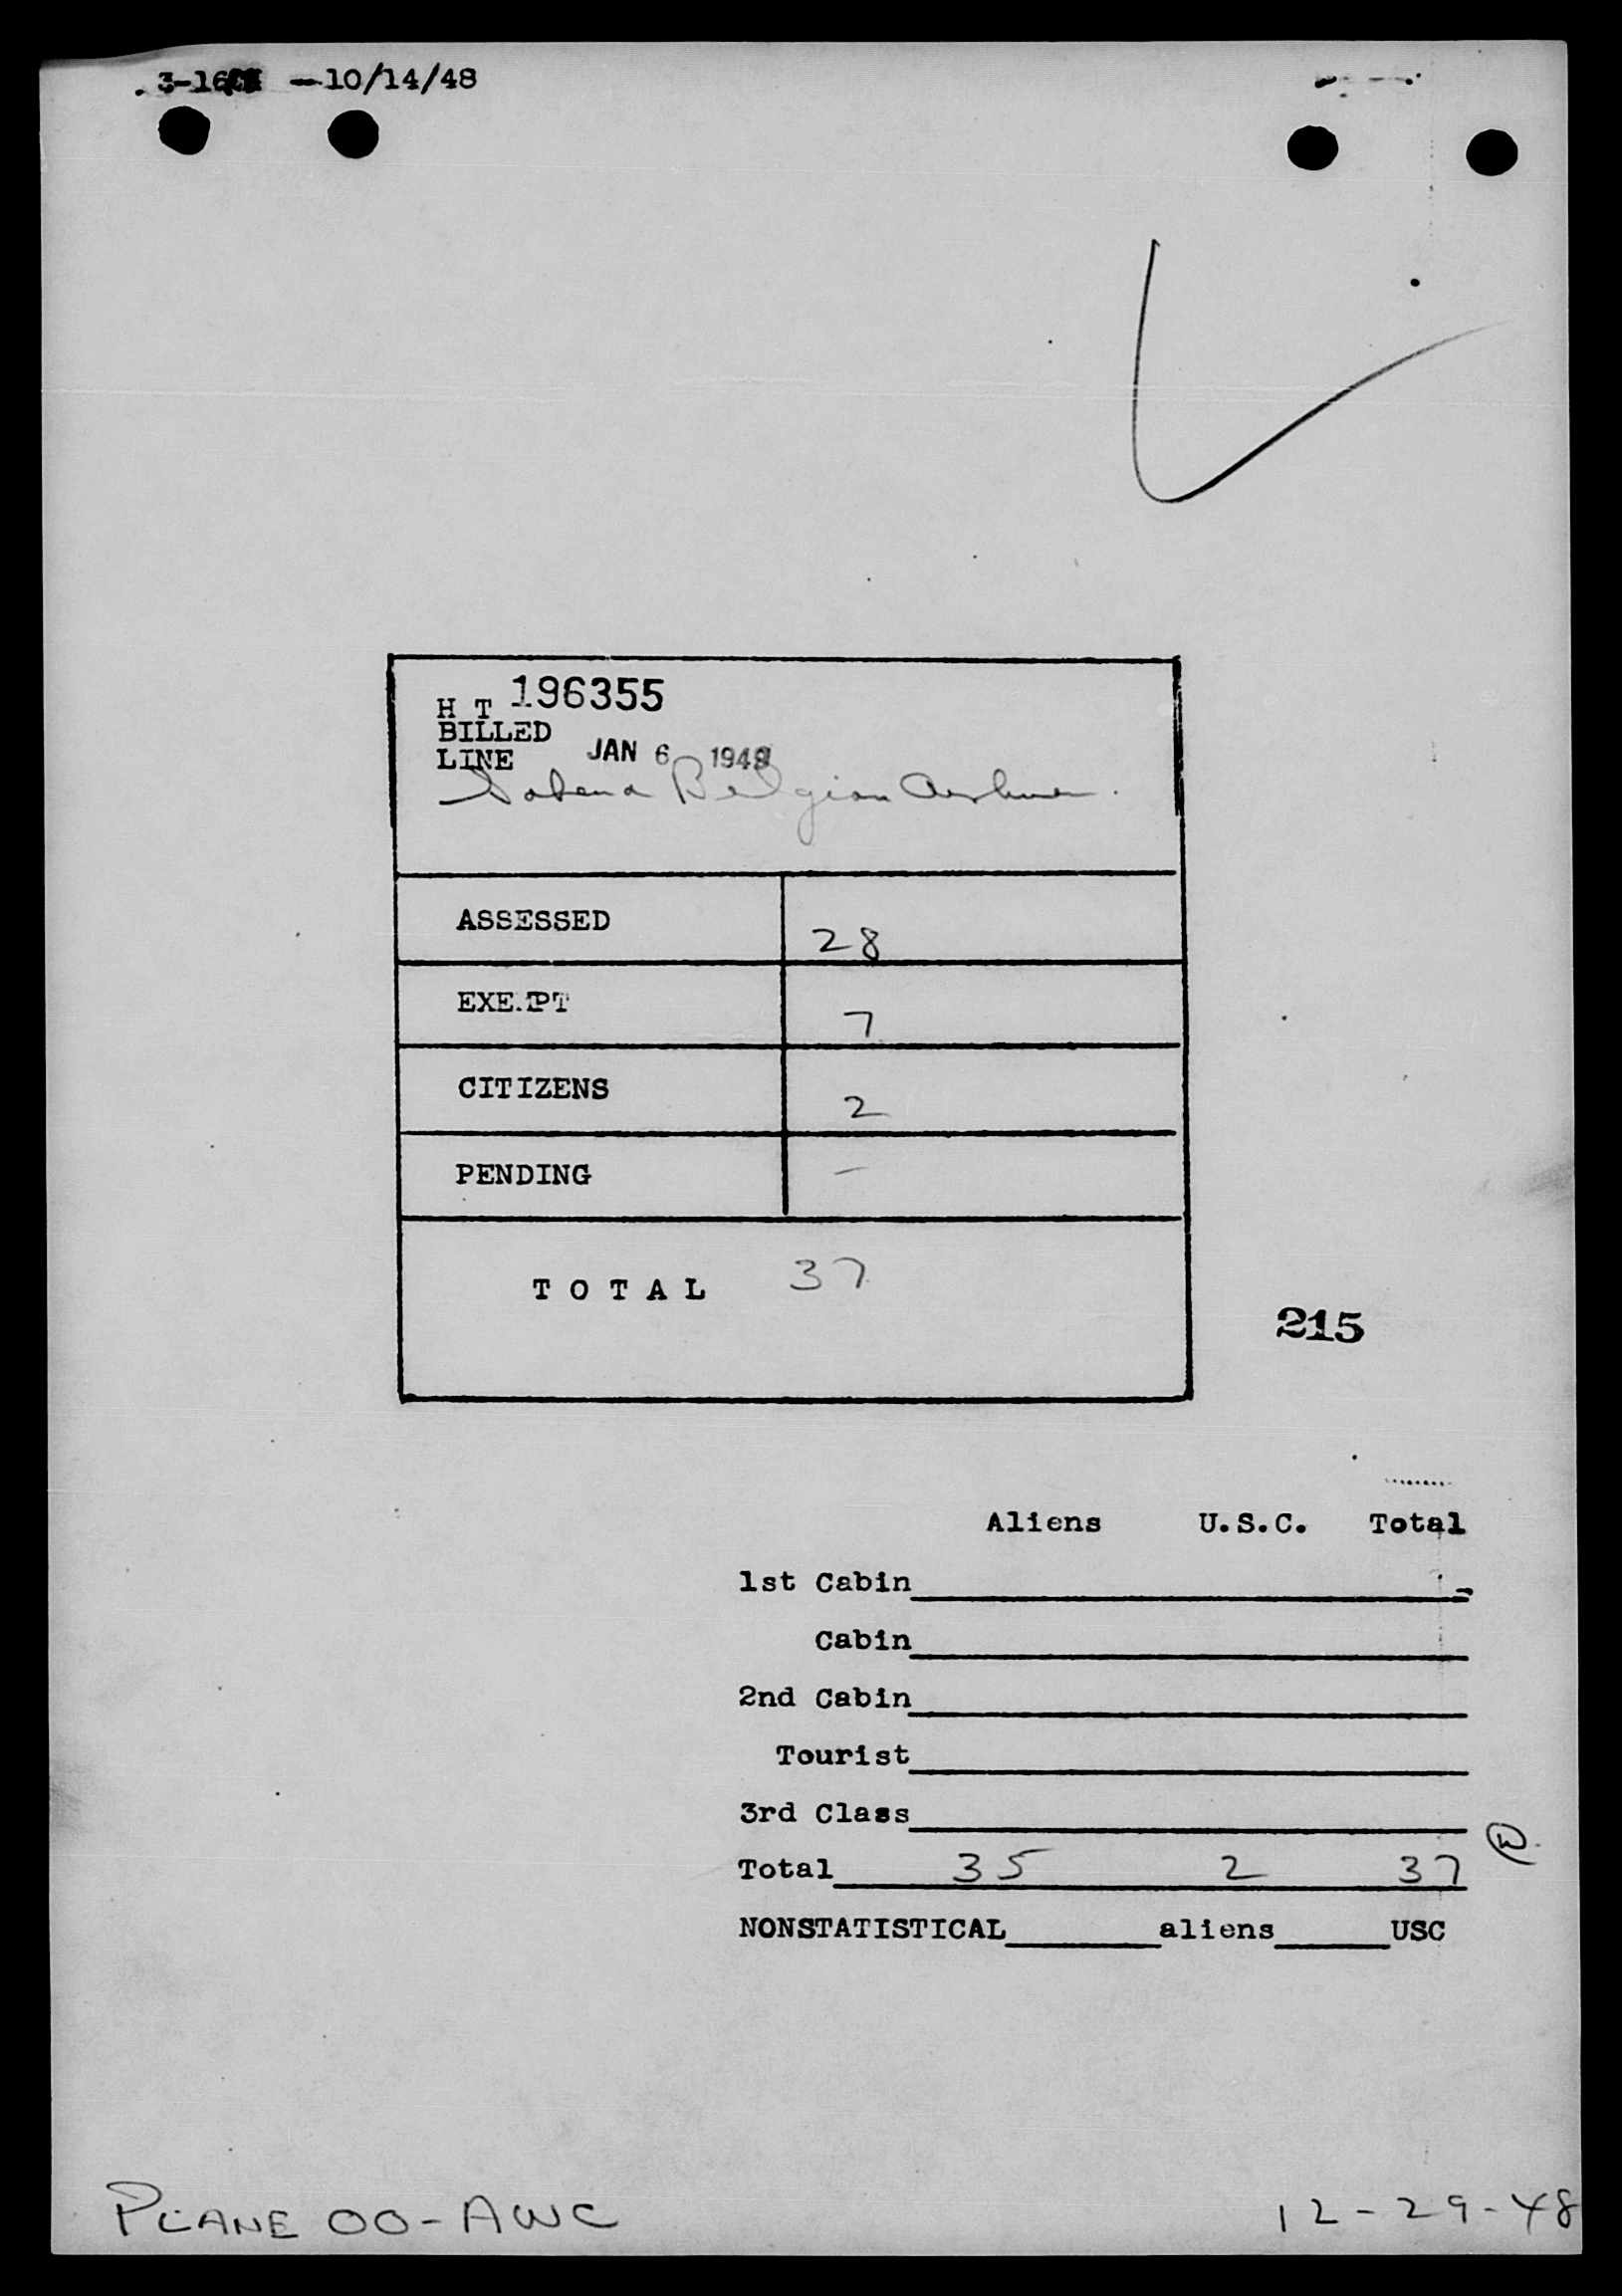 3-16 — 10/14/48
H T 196355
BILLED
LINE JAN 6 1949
Sabena Belgian Airlines.
ASSESSED 28
EXEMPT 7
CITIZENS 2
PENDING –
T O T A L 37
215
Aliens U.S.C. Total
1st Cabin
Cabin
2nd Cabin
Tourist
3rd Class
Total 35 2 37
NONSTATISTICAL aliens USC
PLANE OO-AWC 12-29-48